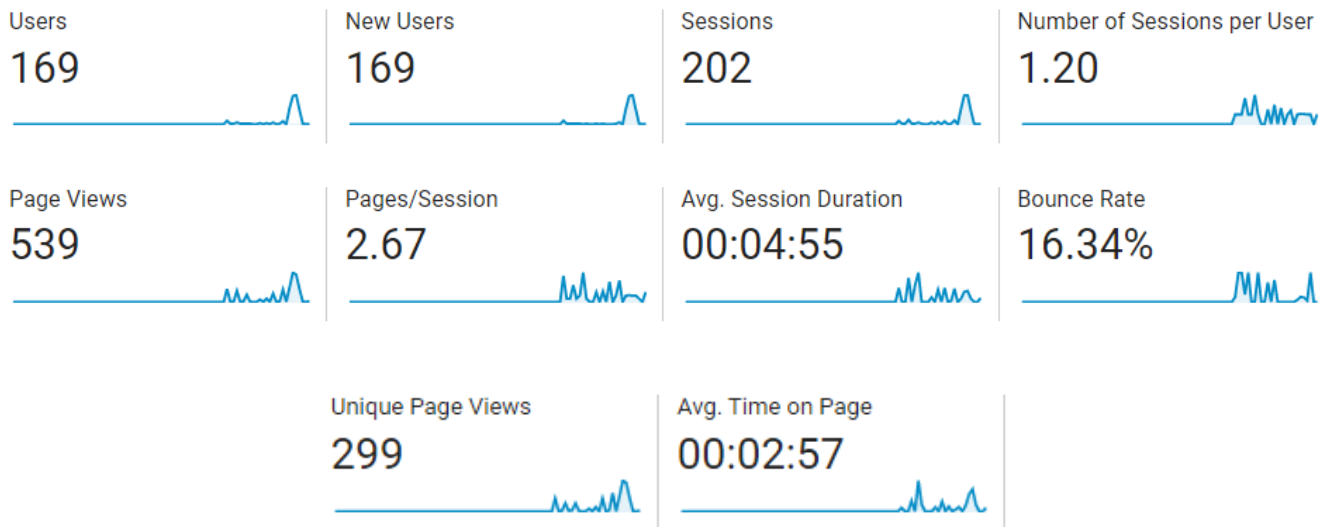 Users
New Users
Sessions
Number of Sessions per User
169
169
202
1.20
Page Views
Pages/Session
Avg. Session Duration
Bounce Rate
539
2.67
00:04:55
16.34%
Unique Page Views
Avg. Time on Page
299
00:02:57